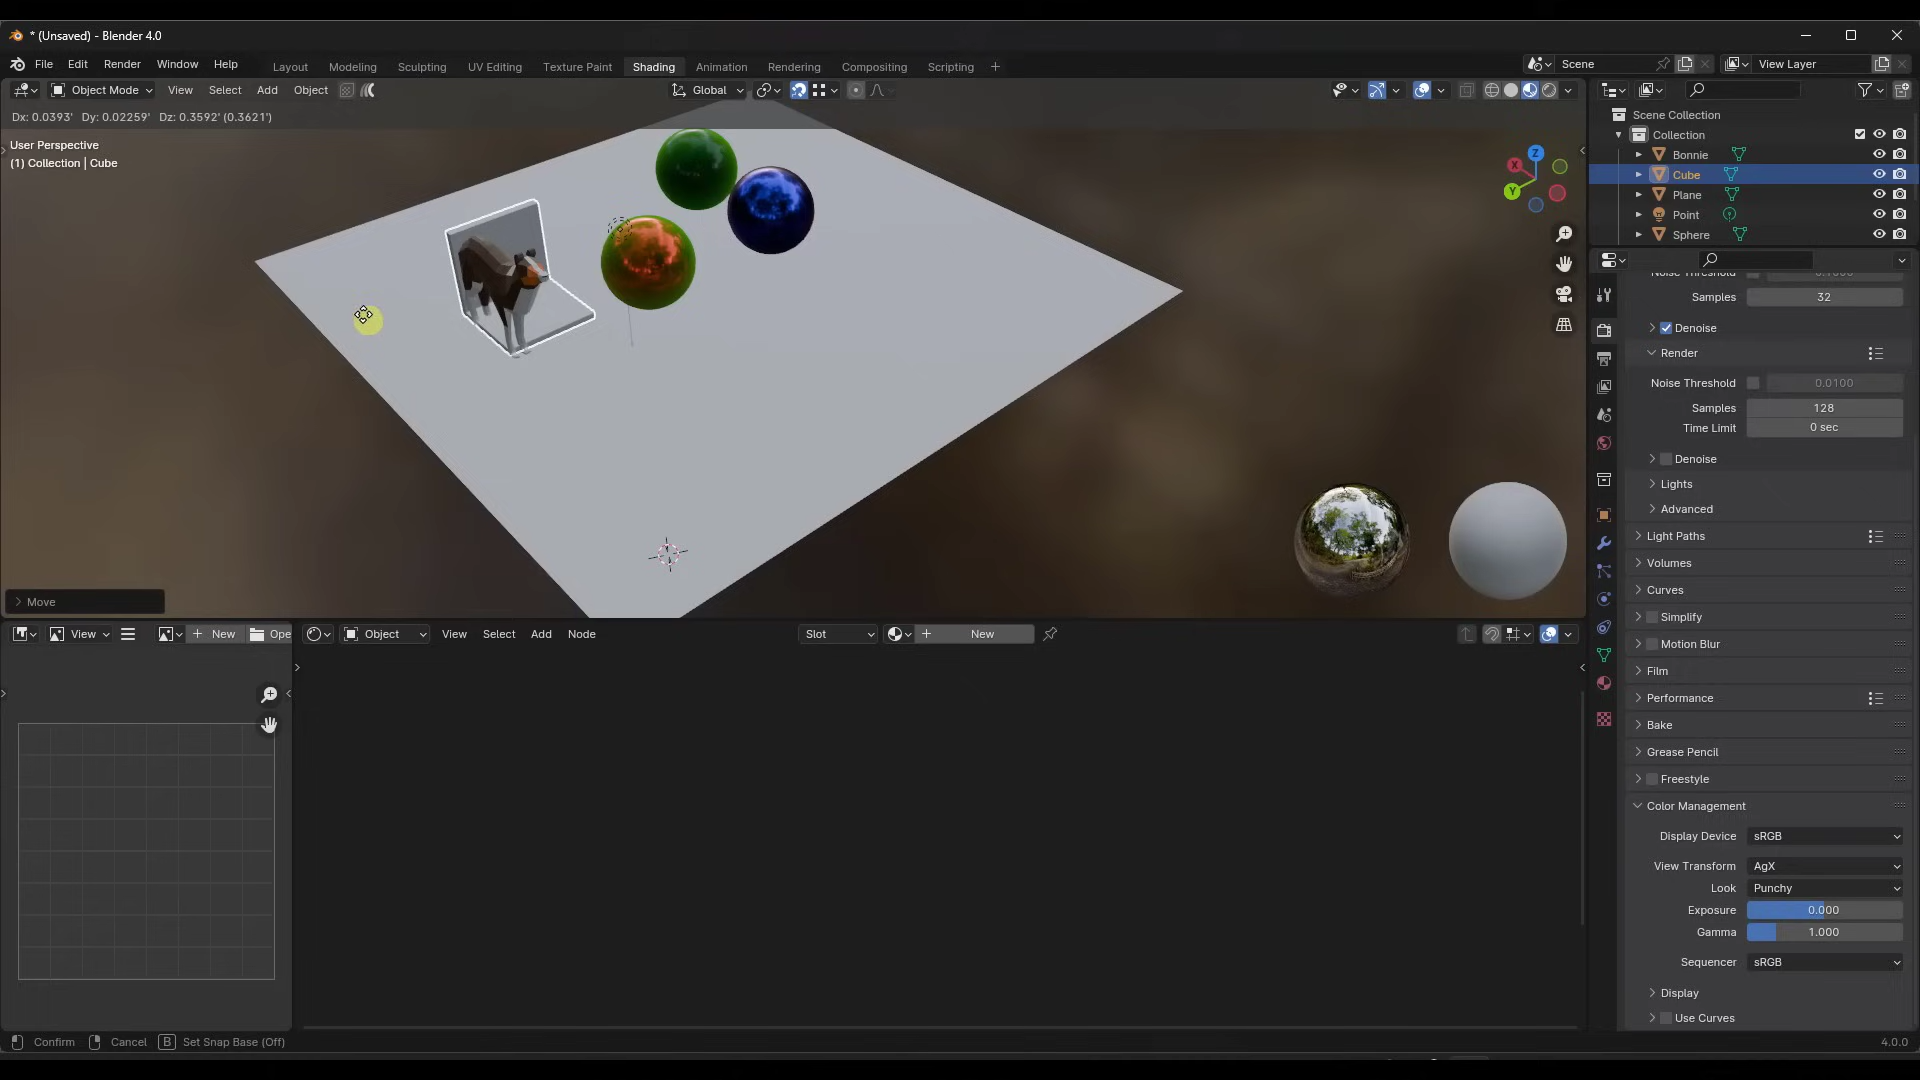 * (Unsaved) - Blender 4.0
File Edit Render Window Help
Layout Modeling Sculpting UV Editing Texture Paint Shading Animation Rendering Compositing Scripting
Scene
View Layer
Object Mode View Select Add Object
Global
Dx: 0.0393' Dy: 0.02259' Dz: 0.3592' (0.3621')
User Perspective
(1) Collection | Cube
X
Y
Z
Move
Scene Collection
Collection
Bonnie
Cube
Plane
Point
Sphere
Noise Threshold
Samples 32
Denoise
Render
Noise Threshold 0.0100
Samples 128
Time Limit 0 sec
Denoise
Lights
Advanced
Light Paths
Volumes
Curves
Simplify
Motion Blur
Film
Performance
Bake
Grease Pencil
Freestyle
Color Management
Display Device sRGB
View Transform AgX
Look Punchy
Exposure 0.000
Gamma 1.000
Sequencer sRGB
Display
Use Curves
View New Ope
Object View Select Add Node
Slot
New
Confirm Cancel B Set Snap Base (Off)
4.0.0